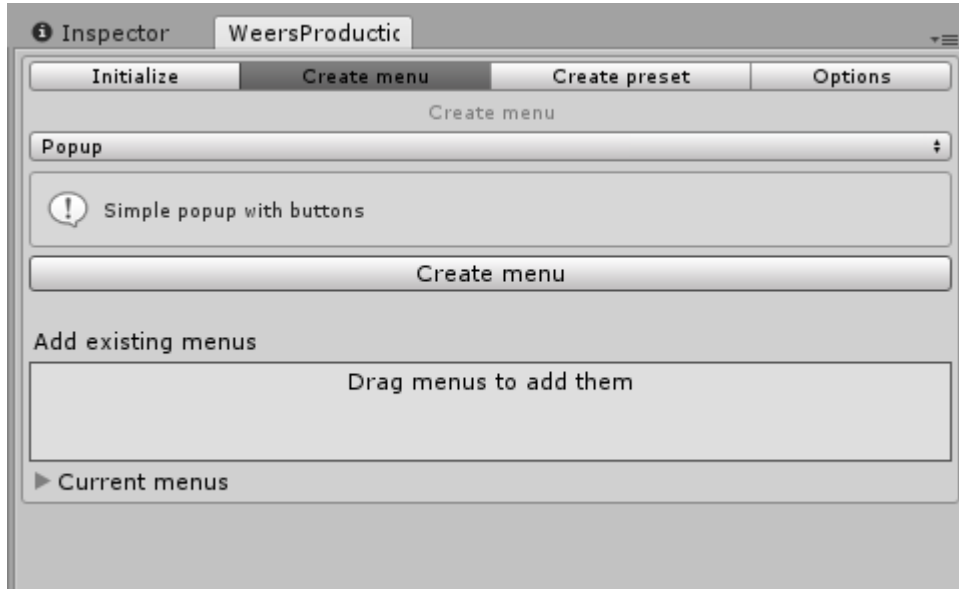 Inspector WeersProductic
Initialize Create menu Create preset Options
Create menu
Popup
Simple popup with buttons
Create menu
Add existing menus
Drag menus to add them
Current menus